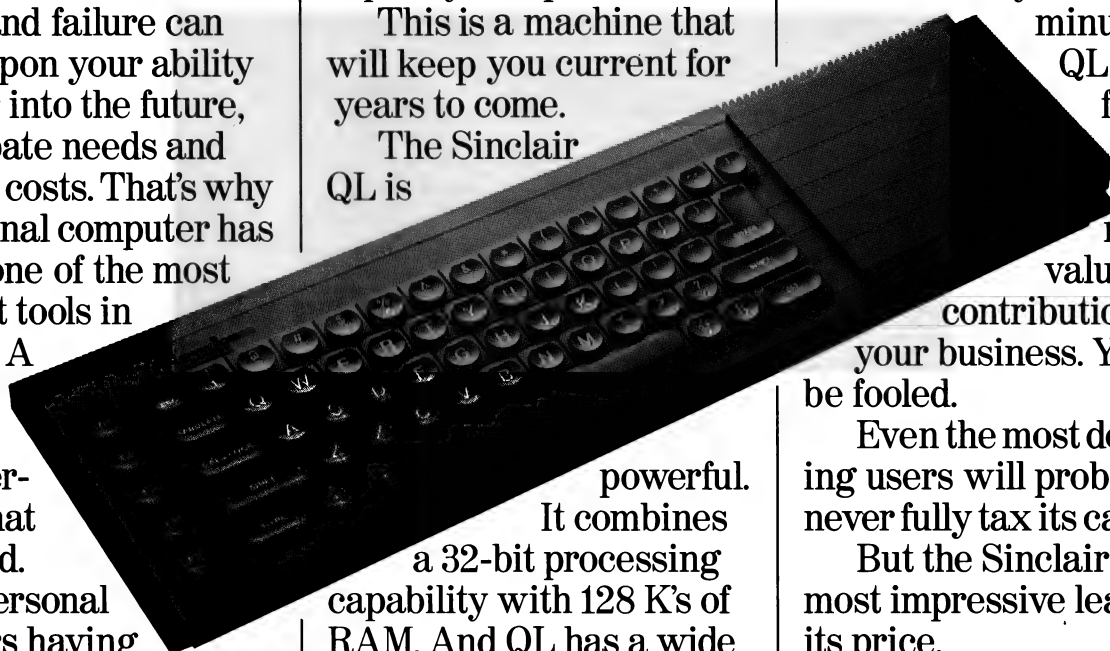 and failure can
pon your ability
into the future,
pate needs and
costs. That's why
nal computer has
one of the most
t tools in
A
er-
hat
d.
ersonal
s having
This is a machine that
will keep you current for
years to come.
The Sinclair
QL is
powerful.
It combines
a 32-bit processing
capability with 128 K's of
RAM. And QL has a wide
minu
QL
f
valu
contributio
your business. Y
be fooled.
Even the most de
ing users will prob
never fully tax its ca
But the Sinclair
most impressive lea
its price.